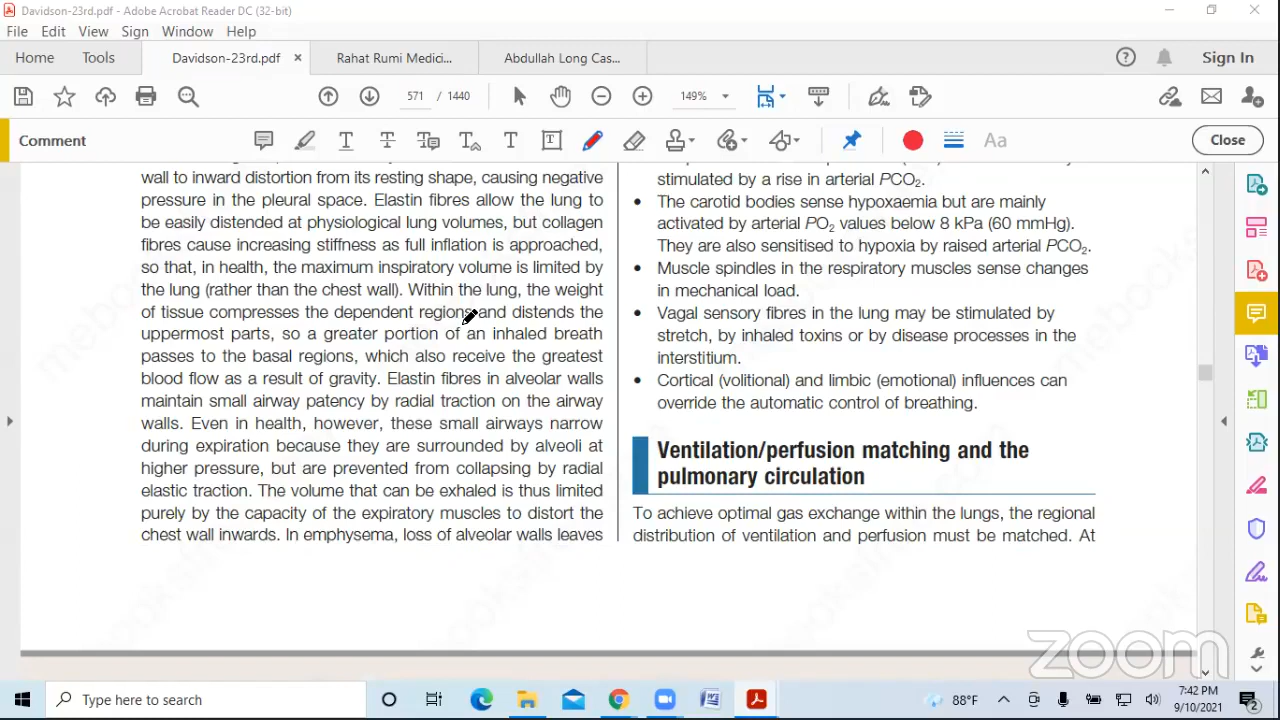 Davidson-23rd.pdf - Adobe Acrobat Reader DC (32-bit)
File Edit View Sign Window Help
Home Tools Davidson-23rd.pdf × Rahat Rumi Medici... Abdullah Long Cas... Sign In
571 / 1440 149%
Comment Aa Close
wall to inward distortion from its resting shape, causing negative
pressure in the pleural space. Elastin fibres allow the lung to
be easily distended at physiological lung volumes, but collagen
fibres cause increasing stiffness as full inflation is approached,
so that, in health, the maximum inspiratory volume is limited by
the lung (rather than the chest wall). Within the lung, the weight
of tissue compresses the dependent regions and distends the
uppermost parts, so a greater portion of an inhaled breath
passes to the basal regions, which also receive the greatest
blood flow as a result of gravity. Elastin fibres in alveolar walls
maintain small airway patency by radial traction on the airway
walls. Even in health, however, these small airways narrow
during expiration because they are surrounded by alveoli at
higher pressure, but are prevented from collapsing by radial
elastic traction. The volume that can be exhaled is thus limited
purely by the capacity of the expiratory muscles to distort the
chest wall inwards. In emphysema, loss of alveolar walls leaves
stimulated by a rise in arterial PCO₂.
• The carotid bodies sense hypoxaemia but are mainly
activated by arterial PO₂ values below 8 kPa (60 mmHg).
They are also sensitised to hypoxia by raised arterial PCO₂.
• Muscle spindles in the respiratory muscles sense changes
in mechanical load.
• Vagal sensory fibres in the lung may be stimulated by
stretch, by inhaled toxins or by disease processes in the
interstitium.
• Cortical (volitional) and limbic (emotional) influences can
override the automatic control of breathing.
Ventilation/perfusion matching and the
pulmonary circulation
To achieve optimal gas exchange within the lungs, the regional
distribution of ventilation and perfusion must be matched. At
zoom
Type here to search
88°F
7:42 PM
9/10/2021
2